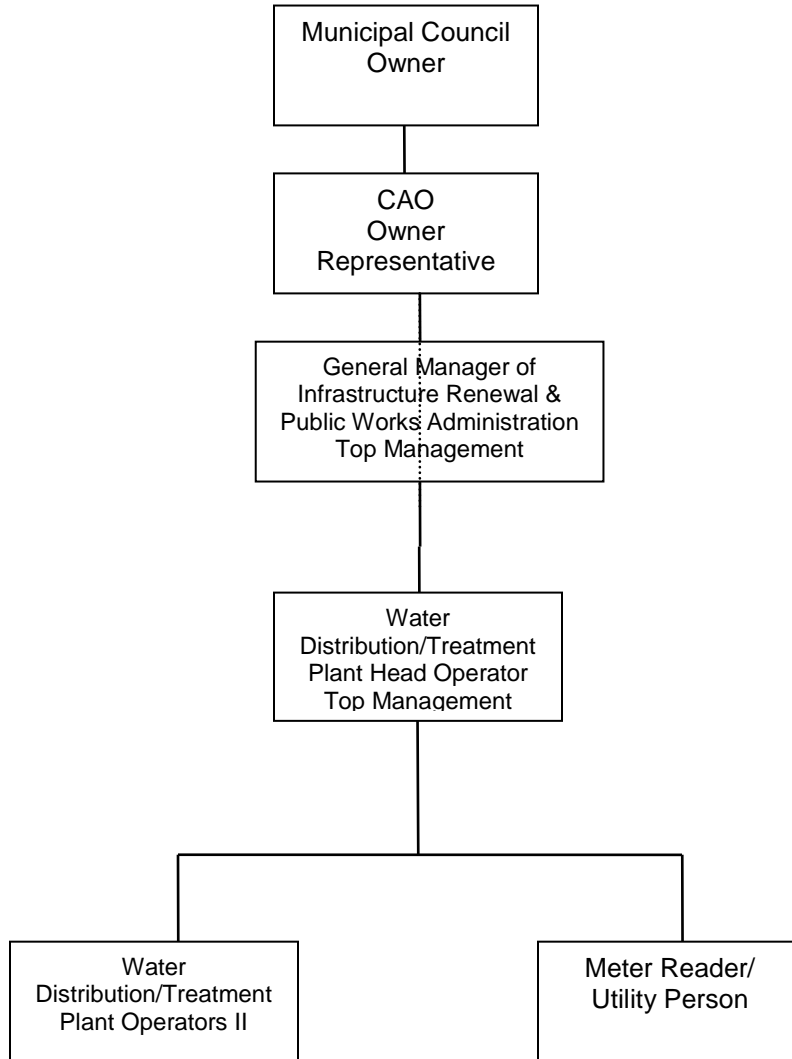 Municipal Council
Owner
CAO
Owner
Representative
General Manager of
Infrastructure Renewal &
Public Works Administration
Top Management
Water
Distribution/Treatment
Plant Head Operator
Top Management
Water
Distribution/Treatment
Plant Operators II
Meter Reader/
Utility Person